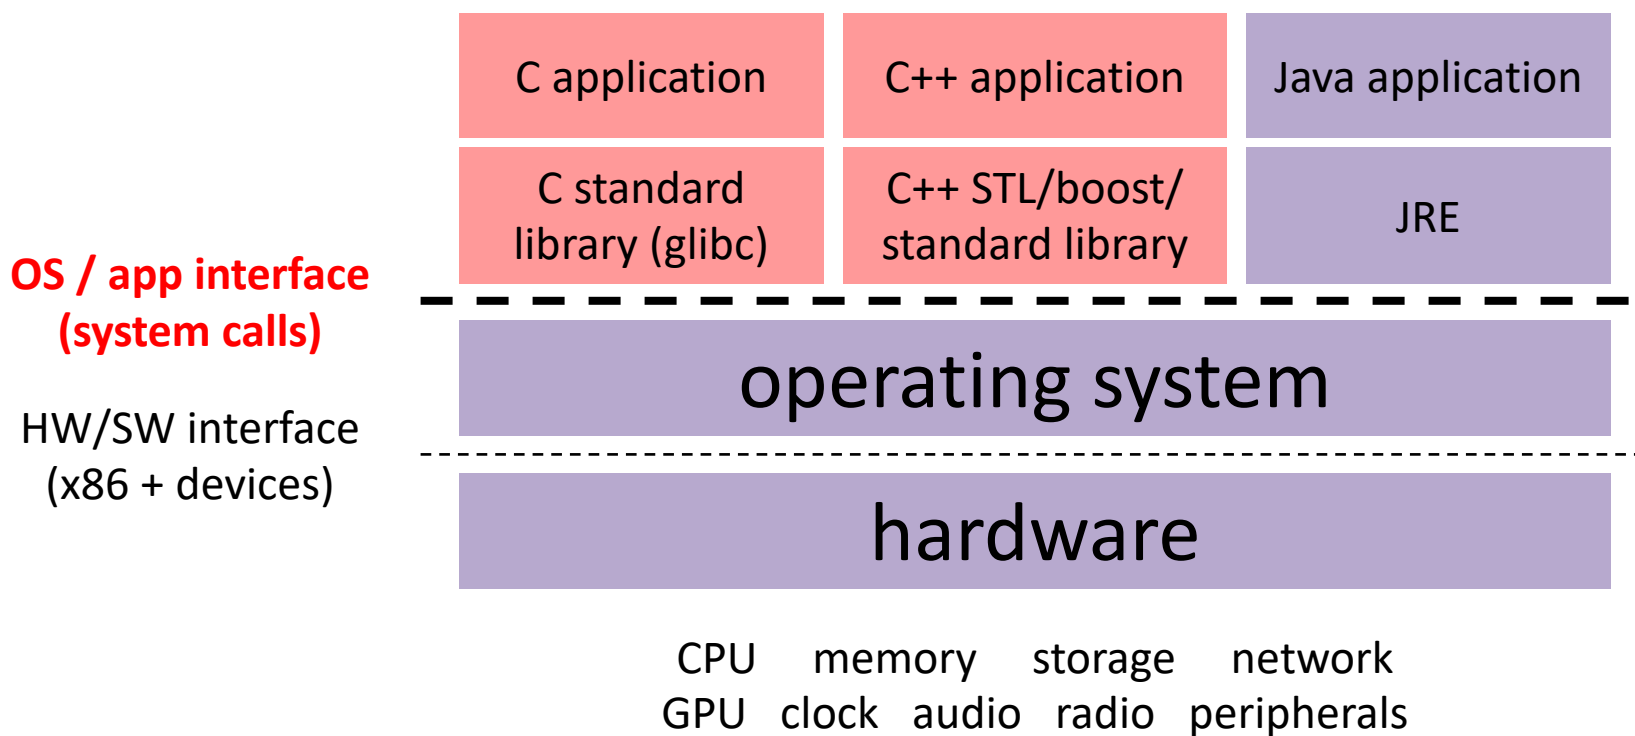 C application
C++ application
Java application
C standard
library (glibc)
C++ STL/boost/
standard library
JRE
OS / app interface
(system calls)
operating system
HW/SW interface
(x86 + devices)
hardware
CPU memory storage network
GPU clock audio radio peripherals